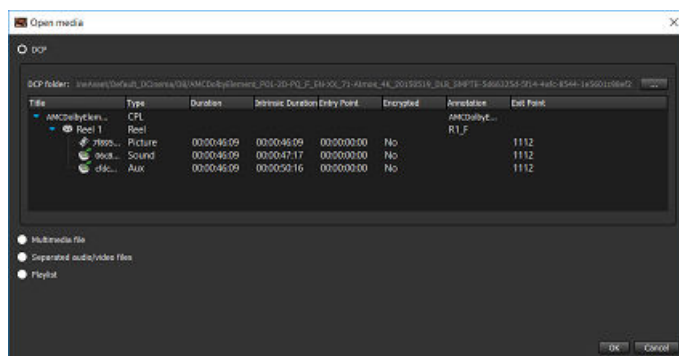 Open media
DCP
DCP folder: ...
Title Type Duration Intrinsic Duration Entry Point Encrypted Annotation Exit Point
AMCDolbyElem... CPL AMCDolbyE...
Reel 1 Reel R1_F
Picture 00:00:46:09 00:00:46:09 00:00:00:00 No 1112
Sound 00:00:46:09 00:00:47:17 00:00:00:00 No 1112
cfdc... Aux 00:00:46:09 00:00:50:16 00:00:00:00 No 1112
Multimedia file
Separated audio/video files
Playlist
OK Cancel